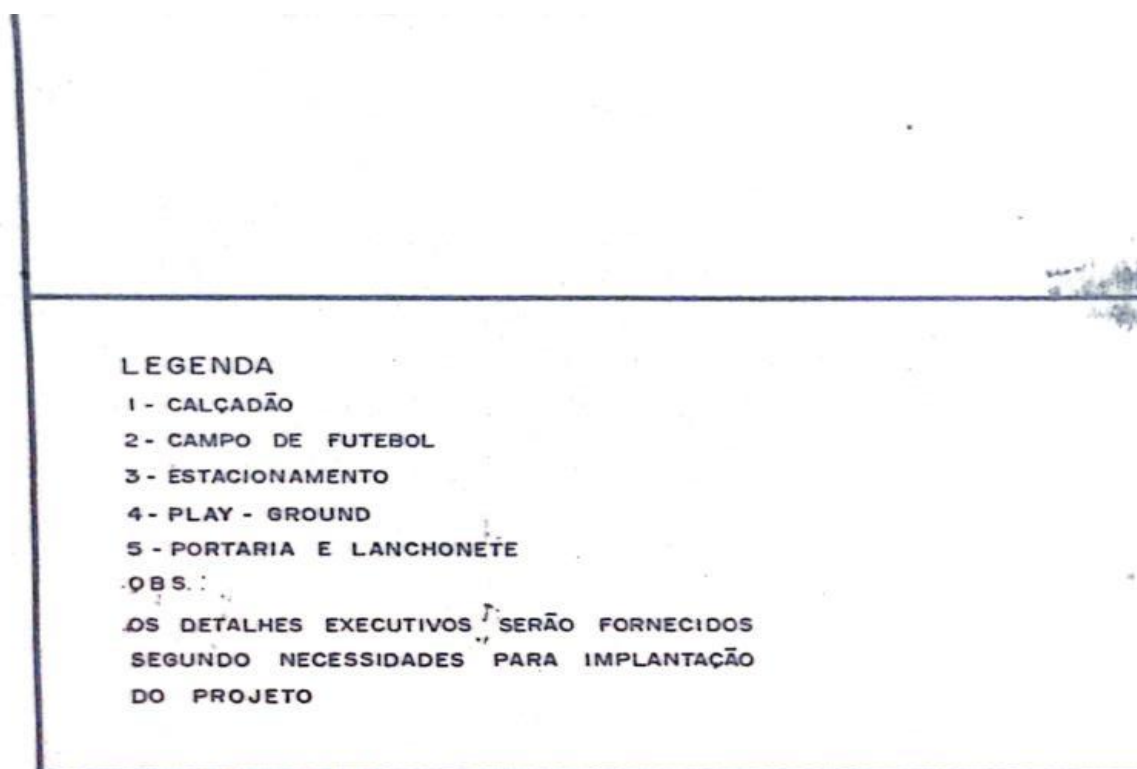 LEGENDA
1 - CALÇADÃO
2 - CAMPO DE FUTEBOL
3 - ESTACIONAMENTO
4 - PLAY - GROUND
5 - PORTARIA E LANCHONETE
OBS.:
OS DETALHES EXECUTIVOS SERÃO FORNECIDOS
SEGUNDO NECESSIDADES PARA IMPLANTAÇÃO
DO PROJETO